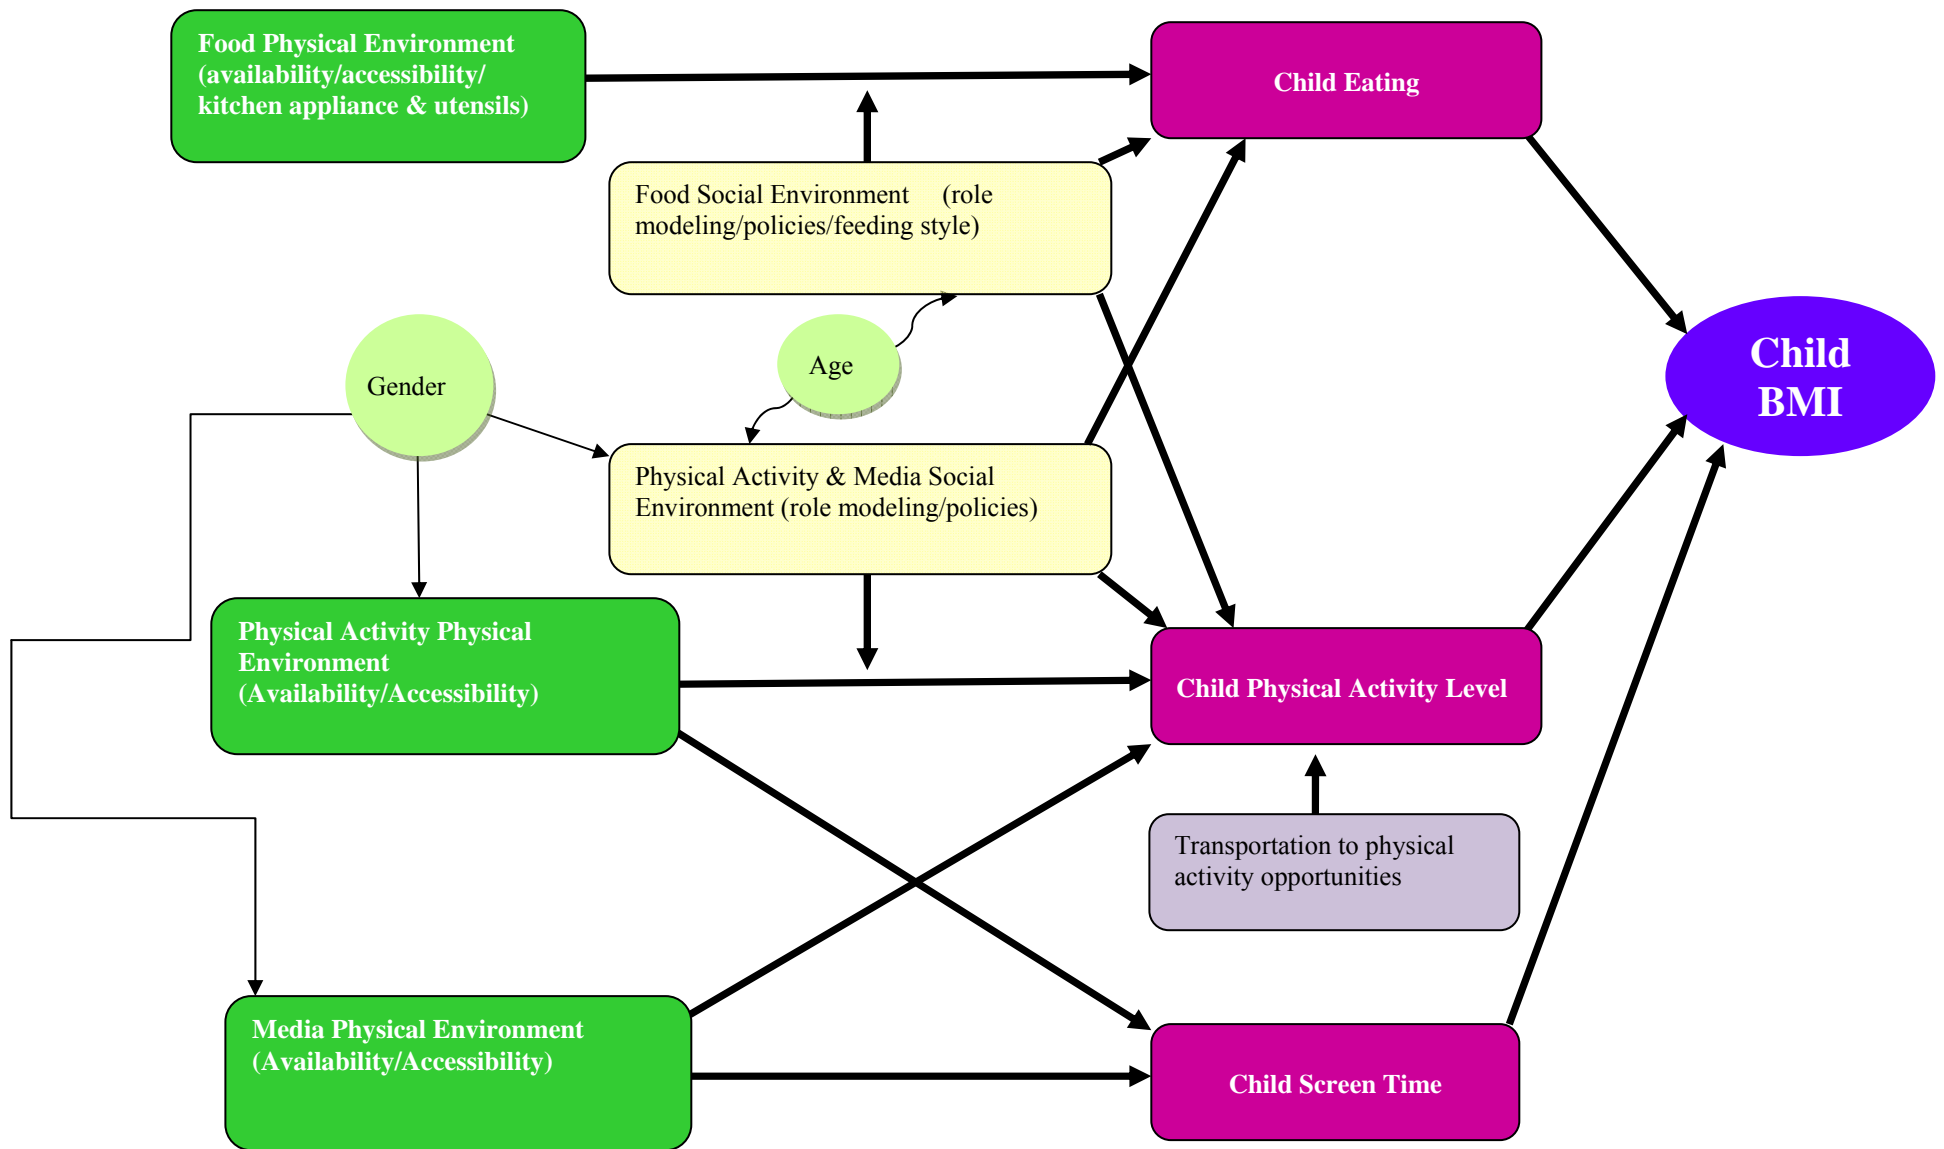 Food Physical Environment
(availability/accessibility/
kitchen appliance & utensils)
Child Eating
Food Social Environment (role
modeling/policies/feeding style)
Gender
Age
Child
BMI
Physical Activity & Media Social
Environment (role modeling/policies)
Physical Activity Physical
Environment
(Availability/Accessibility)
Child Physical Activity Level
Transportation to physical
activity opportunities
Media Physical Environment
(Availability/Accessibility)
Child Screen Time